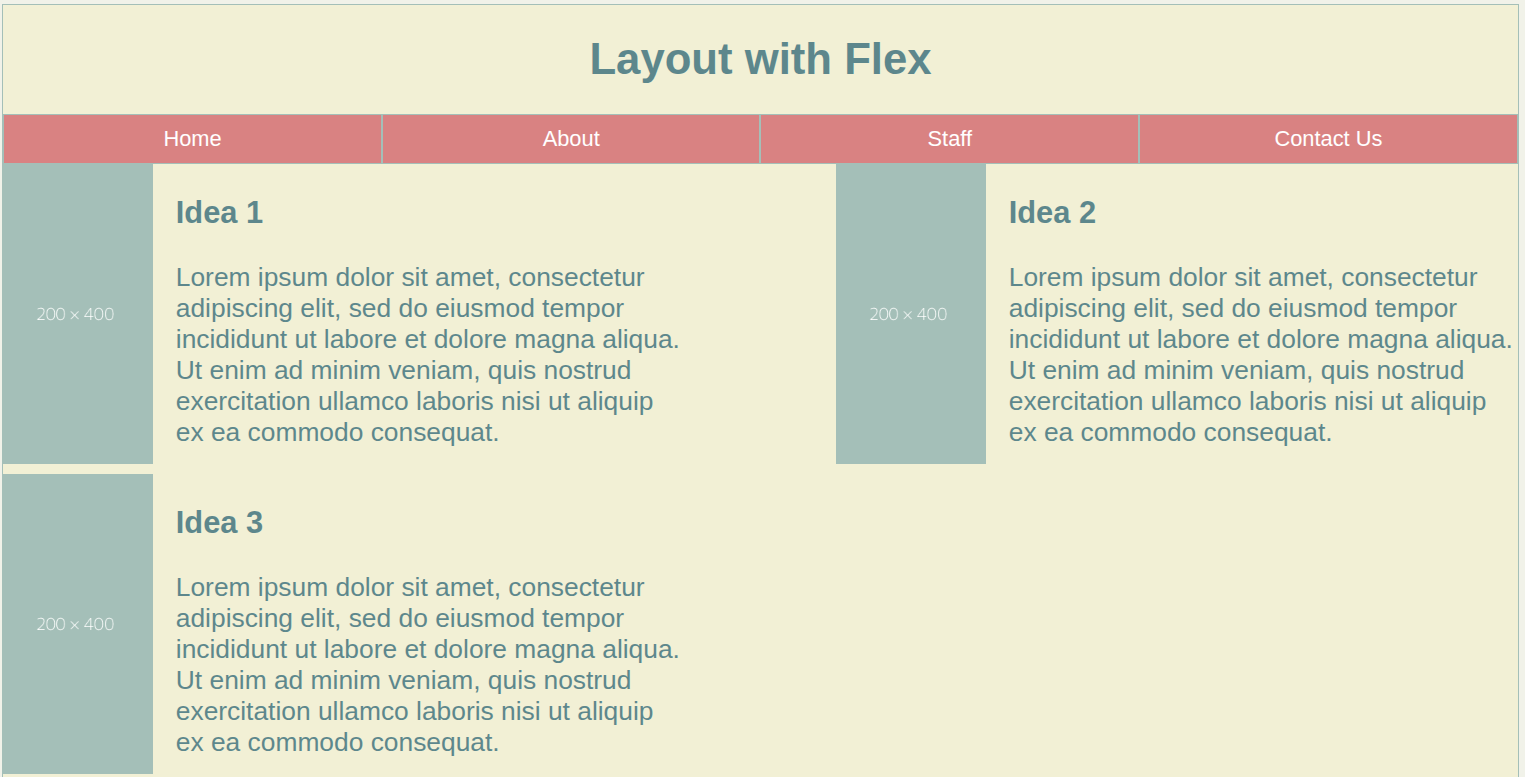 Layout with Flex
Home
About
Staff
Contact Us
200 × 400
Idea 1
Lorem ipsum dolor sit amet, consectetur
adipiscing elit, sed do eiusmod tempor
incididunt ut labore et dolore magna aliqua.
Ut enim ad minim veniam, quis nostrud
exercitation ullamco laboris nisi ut aliquip
ex ea commodo consequat.
200 × 400
Idea 2
Lorem ipsum dolor sit amet, consectetur
adipiscing elit, sed do eiusmod tempor
incididunt ut labore et dolore magna aliqua.
Ut enim ad minim veniam, quis nostrud
exercitation ullamco laboris nisi ut aliquip
ex ea commodo consequat.
200 × 400
Idea 3
Lorem ipsum dolor sit amet, consectetur
adipiscing elit, sed do eiusmod tempor
incididunt ut labore et dolore magna aliqua.
Ut enim ad minim veniam, quis nostrud
exercitation ullamco laboris nisi ut aliquip
ex ea commodo consequat.